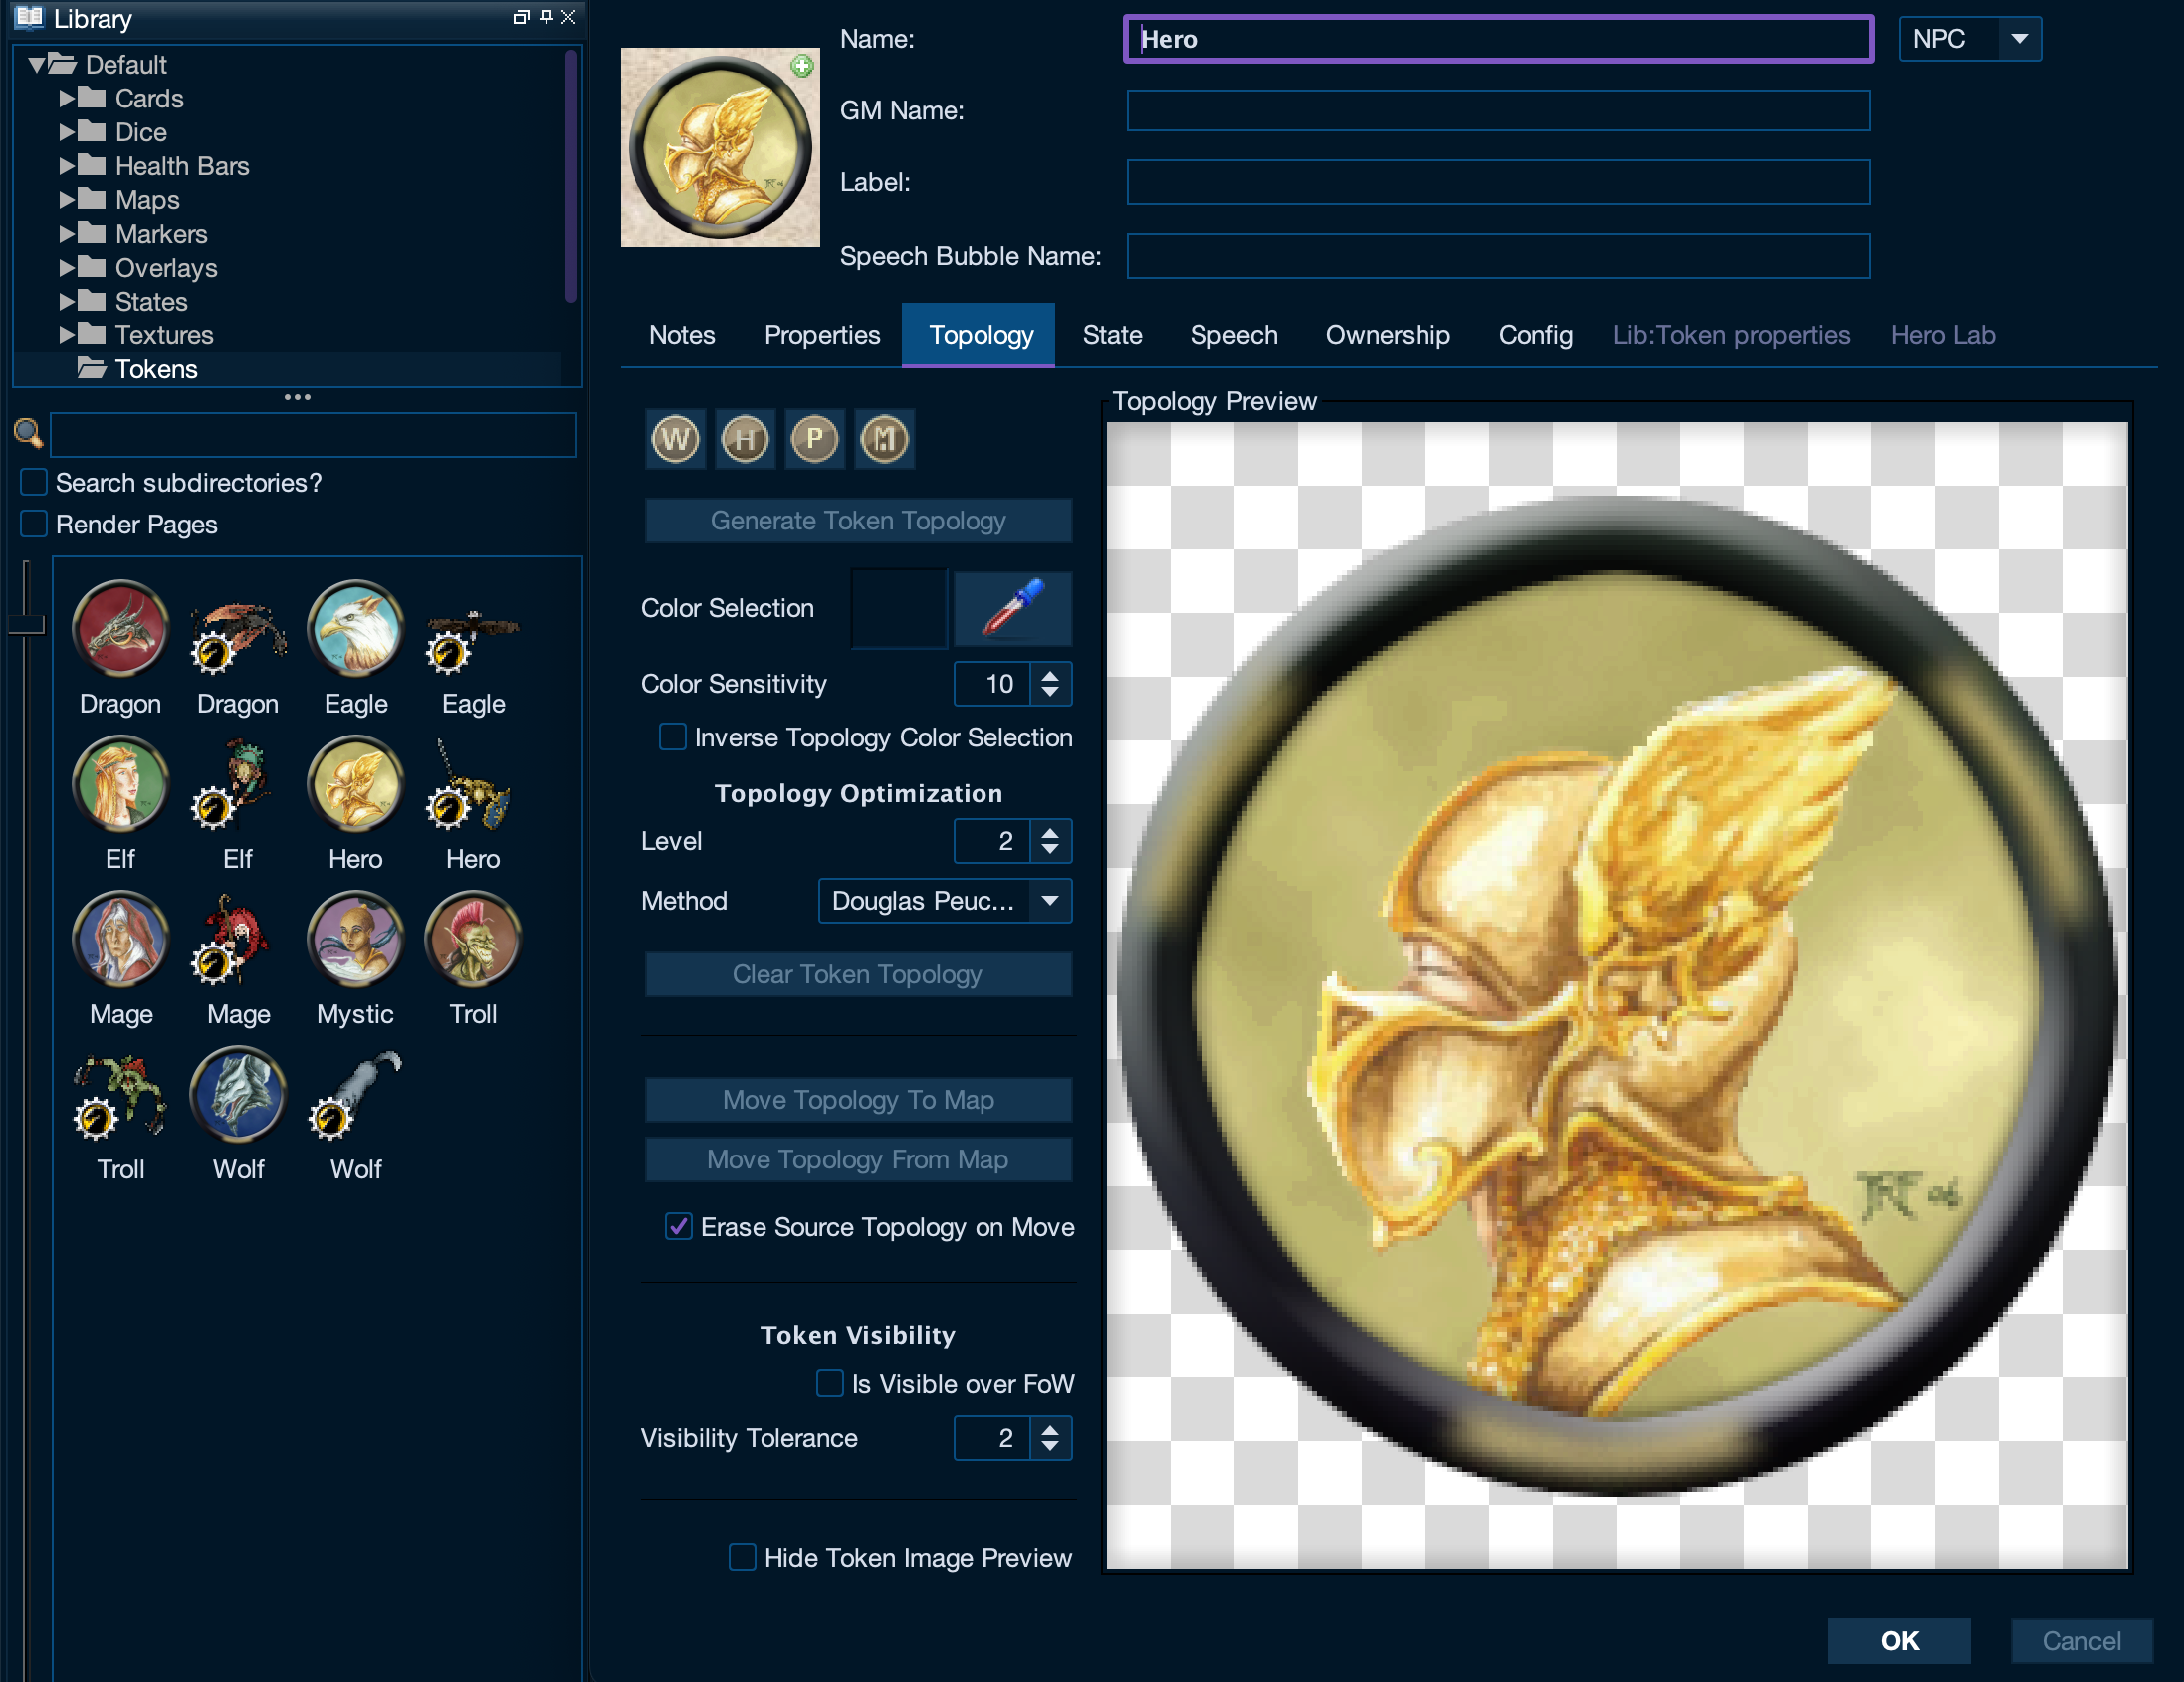 Library
Default
Cards
Dice
Health Bars
Maps
Markers
Overlays
States
Textures
Tokens
Search subdirectories?
Render Pages
Dragon Dragon Eagle Eagle
Elf Elf Hero Hero
Mage Mage Mystic Troll
Troll Wolf Wolf
Name: Hero NPC
GM Name:
Label:
Speech Bubble Name:
Notes Properties Topology State Speech Ownership Config Lib:Token properties Hero Lab
W H P M
Generate Token Topology
Color Selection
Color Sensitivity 10
Inverse Topology Color Selection
Topology Optimization
Level 2
Method Douglas Peuc...
Clear Token Topology
Move Topology To Map
Move Topology From Map
Erase Source Topology on Move
Token Visibility
Is Visible over FoW
Visibility Tolerance 2
Hide Token Image Preview
Topology Preview
OK Cancel